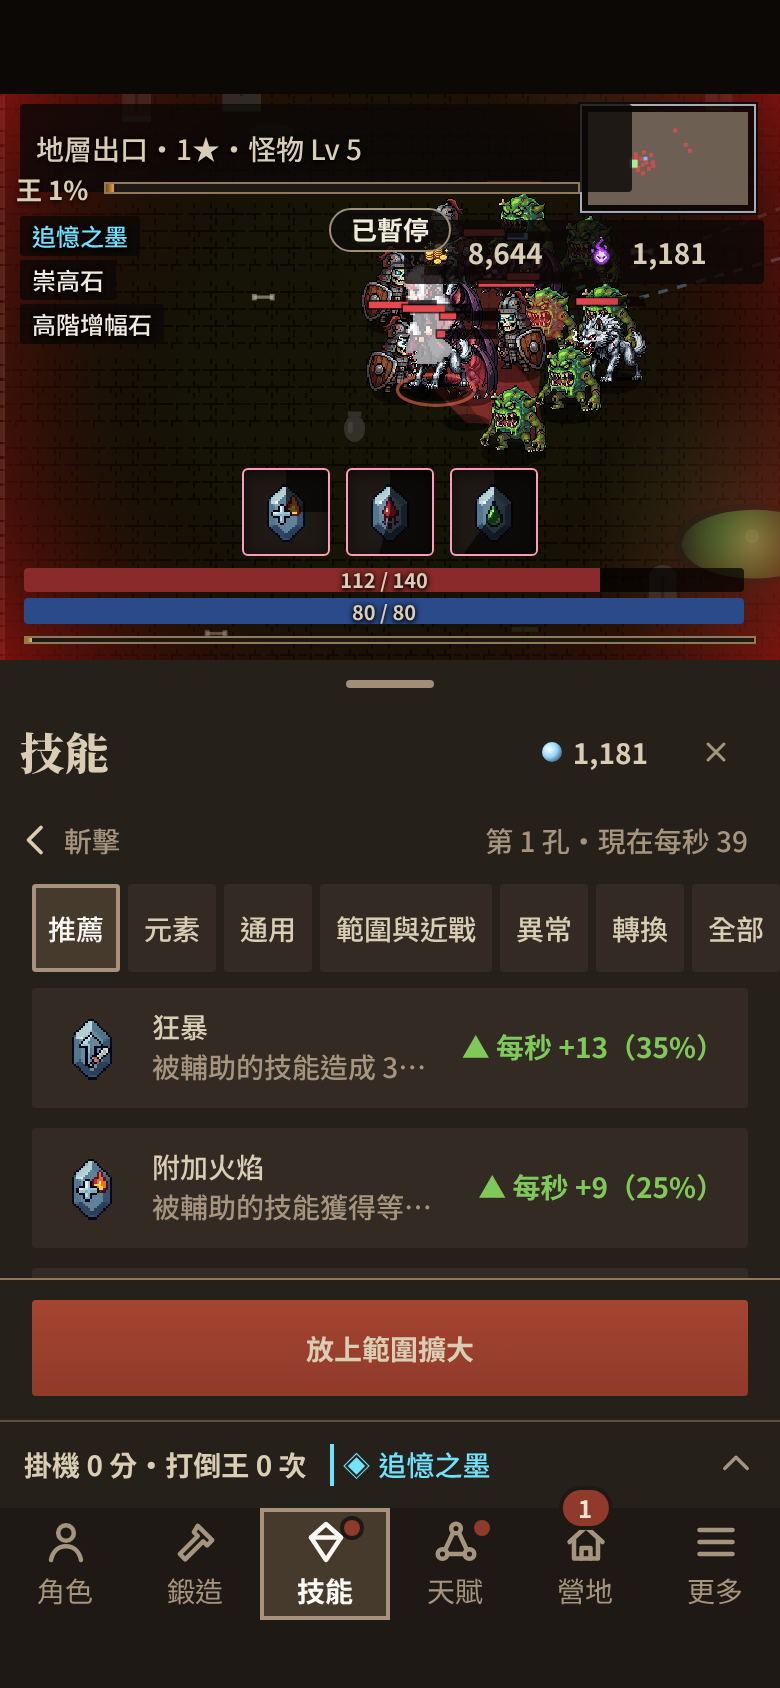 地層出口・1★・怪物 Lv 5
王 1%
已暫停
追憶之墨
8,644
1,181
崇高石
高階增幅石
112 / 140
80 / 80
技能
1,181
斬擊
第 1 孔・現在每秒 39
推薦
元素
通用
範圍與近戰
異常
轉換
全部
狂暴
被輔助的技能造成 3…
▲ 每秒 +13（35%）
附加火焰
被輔助的技能獲得等…
▲ 每秒 +9（25%）
放上範圍擴大
掛機 0 分・打倒王 0 次
追憶之墨
1
角色
鍛造
技能
天賦
營地
更多